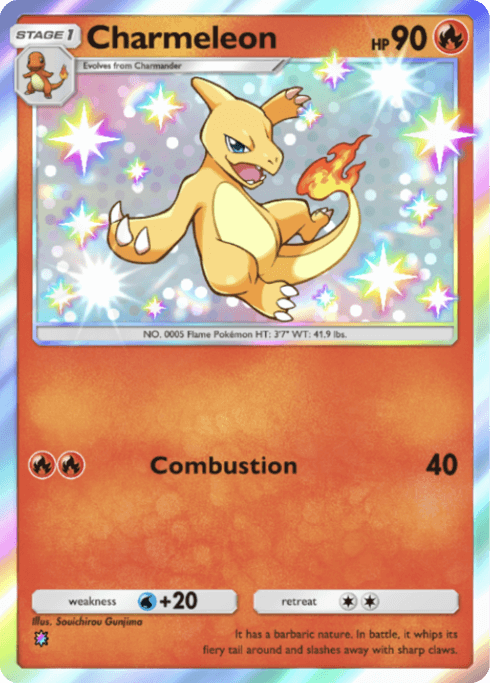 STAGE 1
Charmeleon
HP 90
Evolves from Charmander
NO. 0005 Flame Pokémon HT: 3'7" WT: 41.9 lbs.
Combustion 40
weakness +20 retreat
Illus. Souichirou Gunjima
It has a barbaric nature. In battle, it whips its
fiery tail around and slashes away with sharp claws.